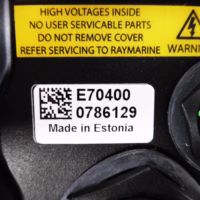 HIGH VOLTAGES INSIDE
NO USER SERVICABLE PARTS
DO NOT REMOVE COVER
REFER SERVICING TO RAYMARINE
WARNING
E70400
0786129
Made in Estonia